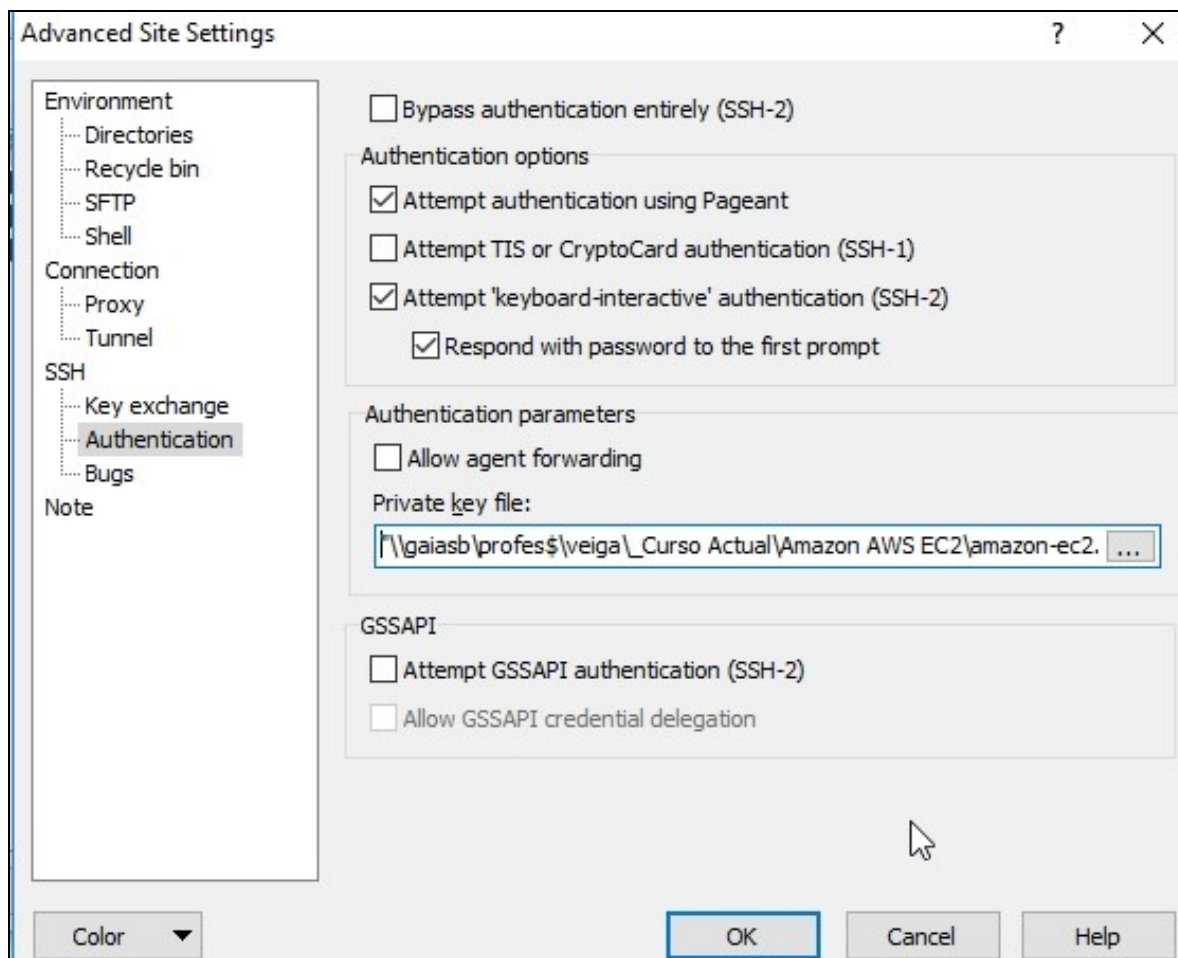 Advanced Site Settings
?
Environment
Directories
Recycle bin
SFTP
Shell
Connection
Proxy
Tunnel
SSH
Key exchange
Authentication
Bugs
Note
Bypass authentication entirely (SSH-2)
Authentication options
Attempt authentication using Pageant
Attempt TIS or CryptoCard authentication (SSH-1)
Attempt 'keyboard-interactive' authentication (SSH-2)
Respond with password to the first prompt
Authentication parameters
Allow agent forwarding
Private key file:
"\\gaiasb\profes$\veiga\_Curso Actual\Amazon AWS EC2\amazon-ec2. ...
GSSAPI
Attempt GSSAPI authentication (SSH-2)
Allow GSSAPI credential delegation
Color
OK
Cancel
Help